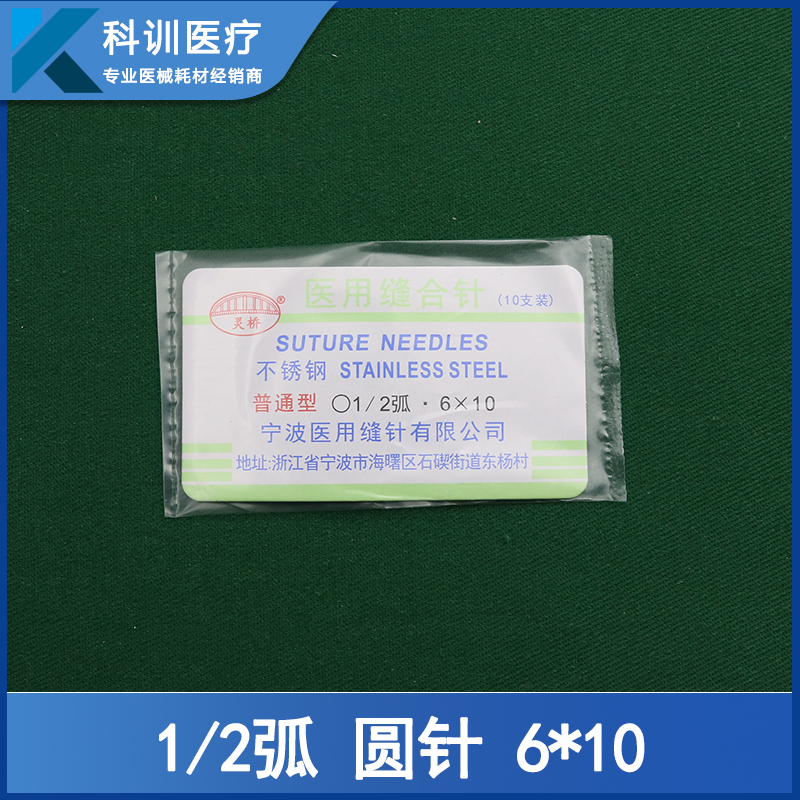 科训医疗
专业医械耗材经销商
医用缝合针 (10支装)
灵桥®
SUTURE NEEDLES
不锈钢 STAINLESS STEEL
普通型 ○1/2弧·6×10
宁波医用缝针有限公司
地址:浙江省宁波市海曙区石碶街道东杨村
1/2弧 圆针 6*10